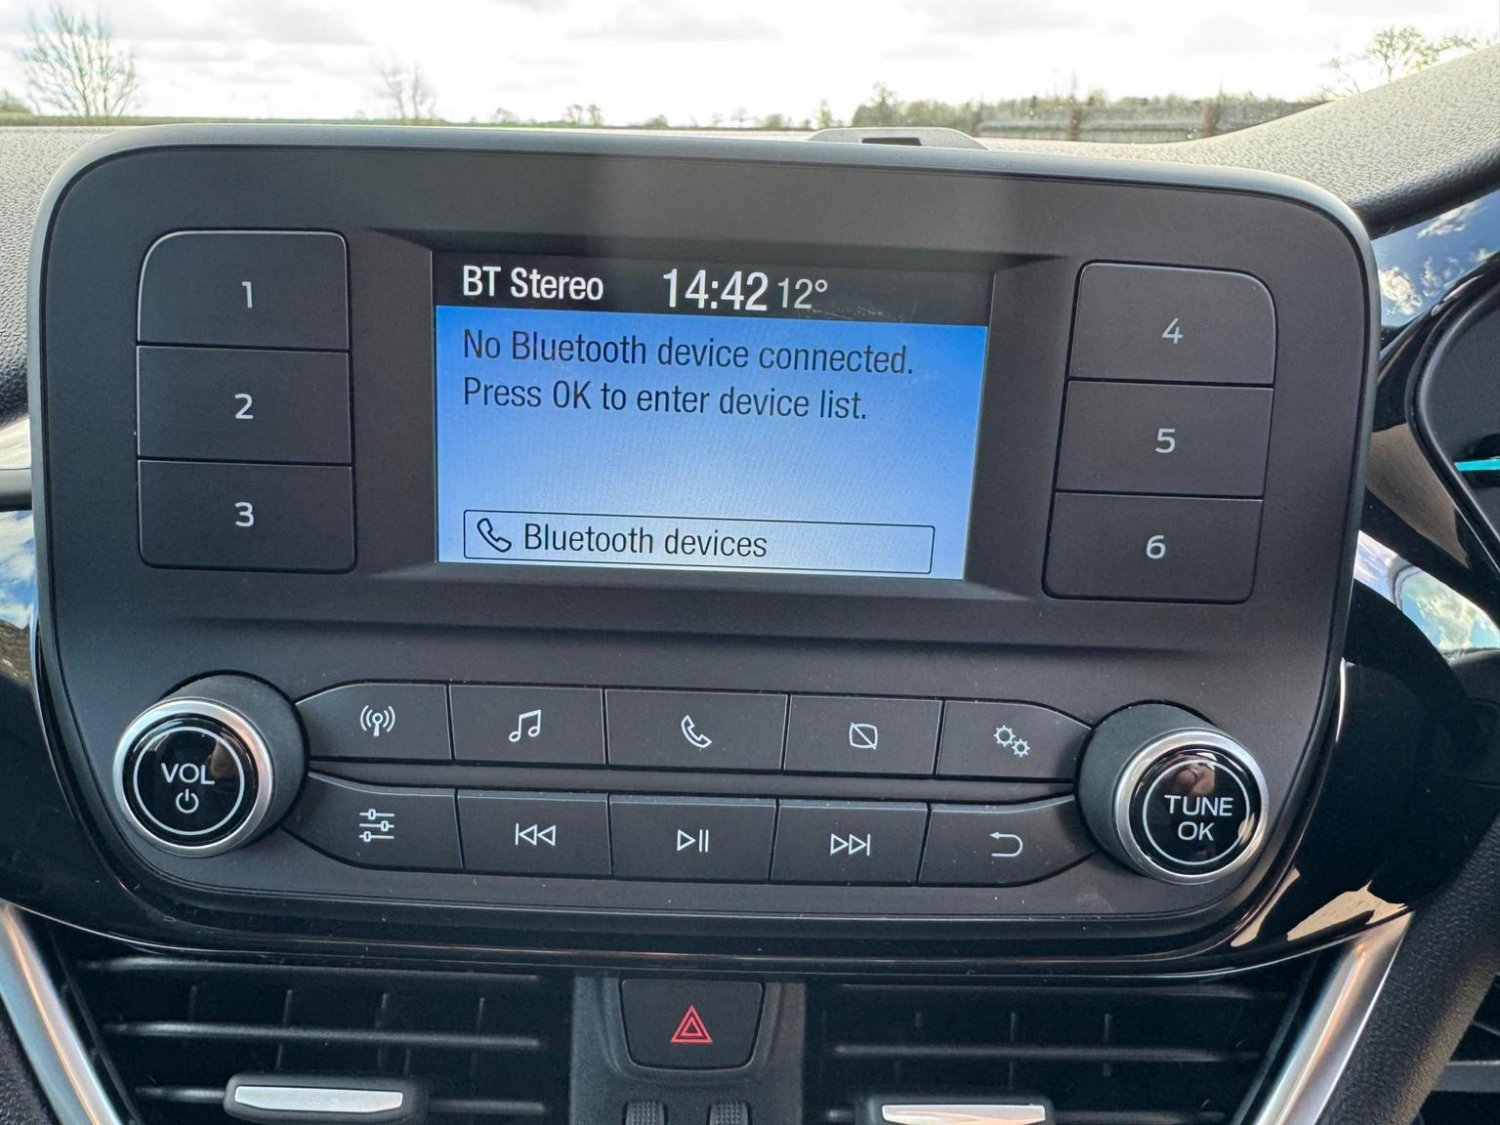 BT Stereo 14:42 12°
No Bluetooth device connected.
Press OK to enter device list.
Bluetooth devices
1
2
3
4
5
6
VOL
TUNE
OK